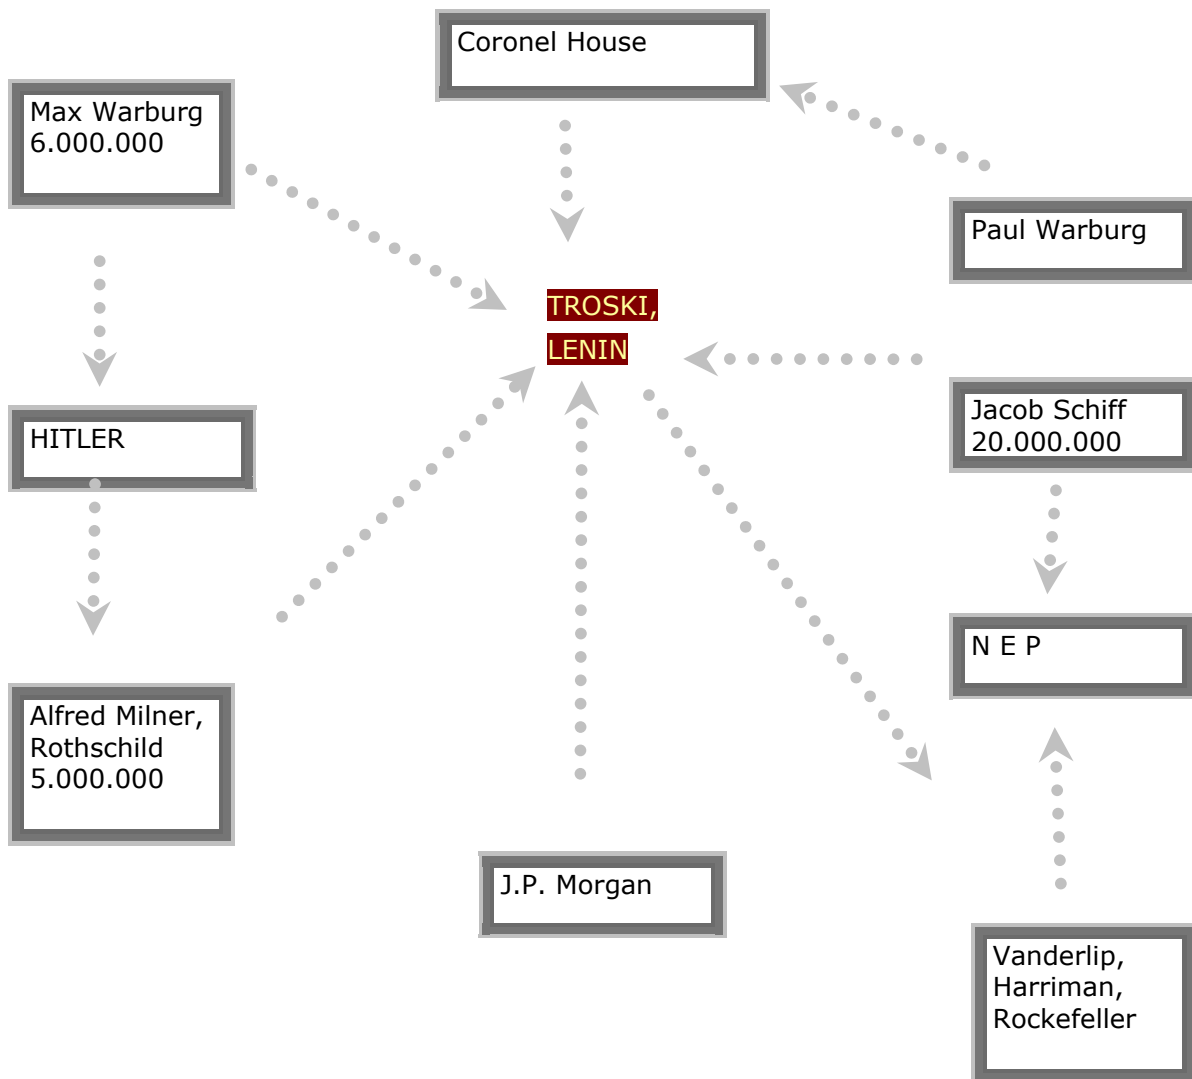 Coronel House
Max Warburg
6.000.000
Paul Warburg
TROSKI,
LENIN
Jacob Schiff
20.000.000
HITLER
N E P
Alfred Milner,
Rothschild
5.000.000
J.P. Morgan
Vanderlip,
Harriman,
Rockefeller